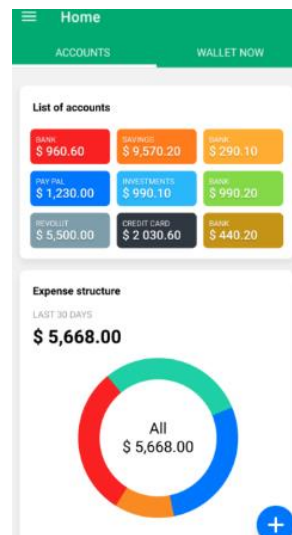 Home
ACCOUNTS WALLET NOW
List of accounts
BANK SAVINGS BANK
$ 960.60 $ 9,570.20 $ 290.10
PAY PAL INVESTMENTS BANK
$ 1,230.00 $ 990.10 $ 990.20
REVOLUT CREDIT CARD BANK
$ 5,500.00 $ 2 030.60 $ 440.20
Expense structure
LAST 30 DAYS
$ 5,668.00
All
$ 5,668.00